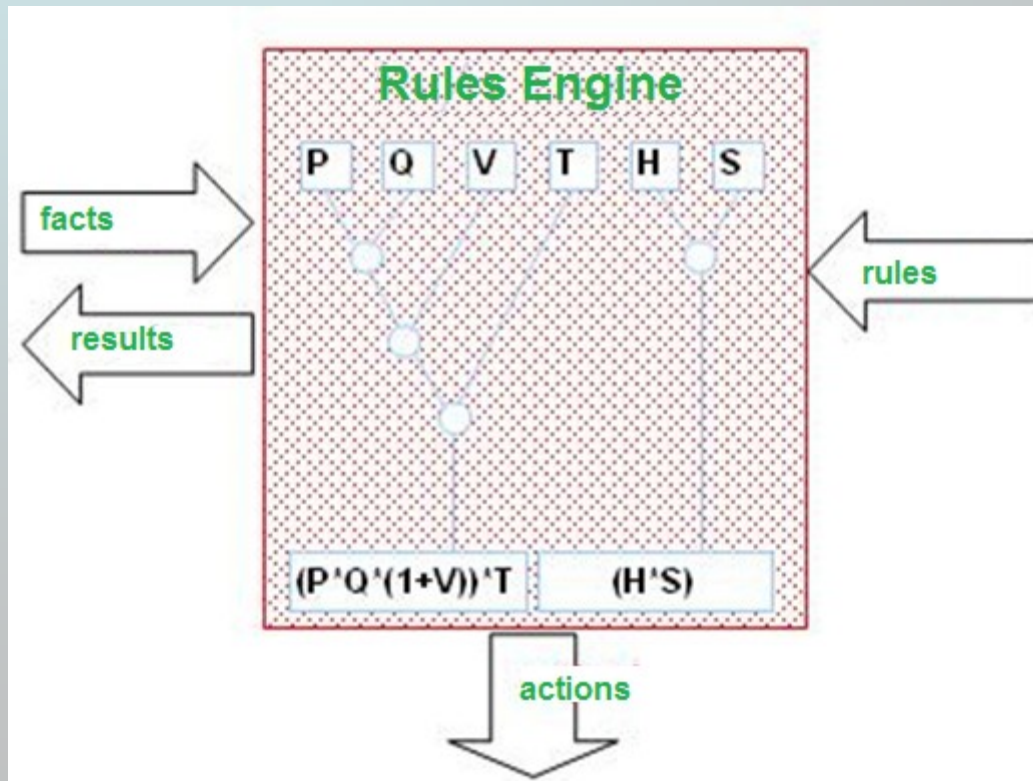 Rules Engine
P Q V T H S
facts
rules
results
(P*Q*(1+V))*T
(H*S)
actions